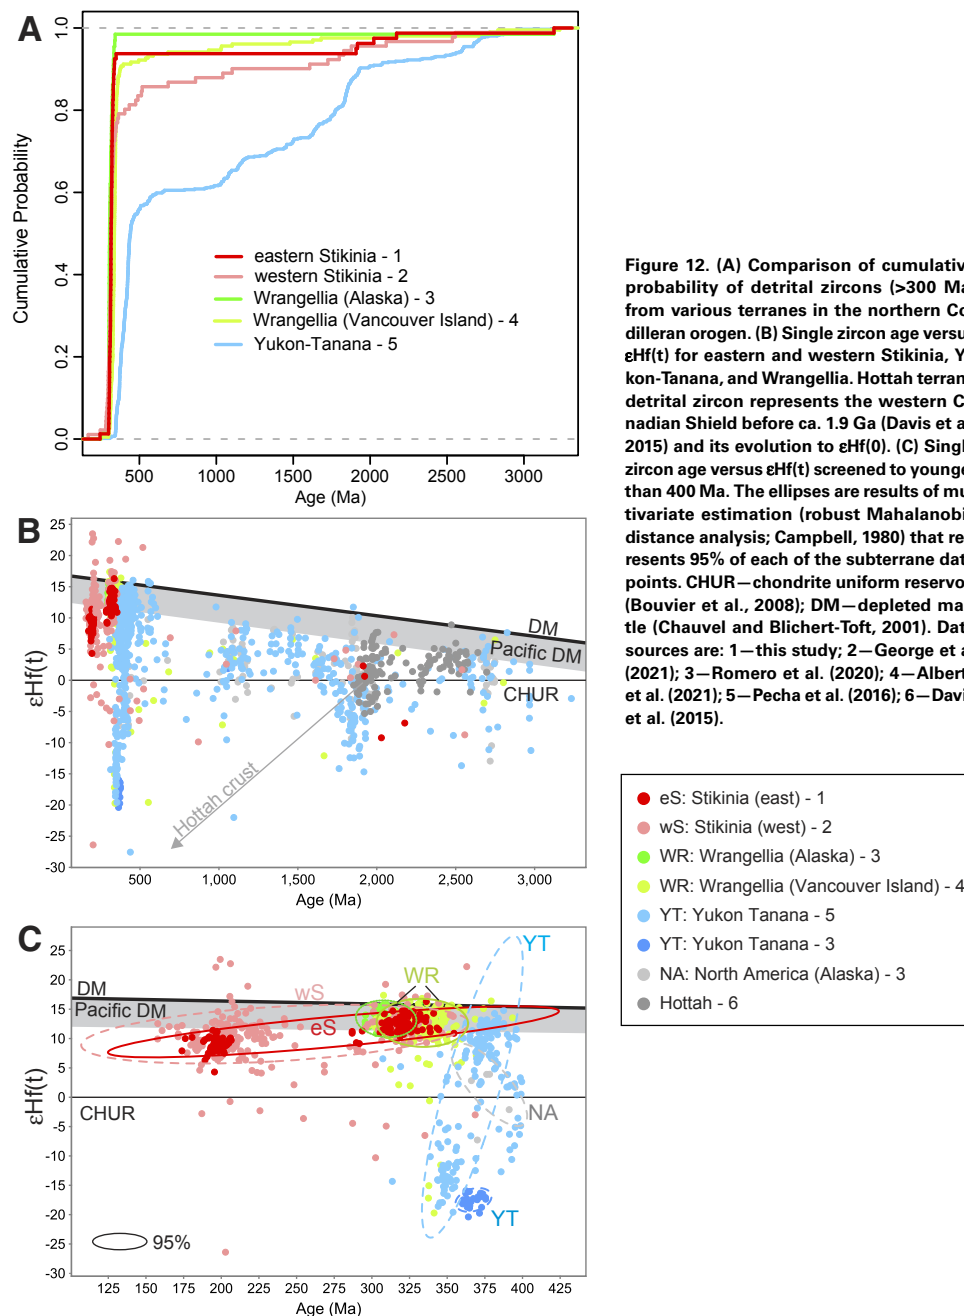 A
1.0
0.8
0.6
0.4
0.2
0.0
Cumulative Probability
eastern Stikinia - 1
western Stikinia - 2
Wrangellia (Alaska) - 3
Wrangellia (Vancouver Island) - 4
Yukon-Tanana - 5
500 1000 1500 2000 2500 3000
Age (Ma)
B
25
20
15
10
5
0
-5
-10
-15
-20
-25
-30
εHf(t)
DM
Pacific DM
CHUR
Hottah crust
500 1,000 1,500 2,000 2,500 3,000
Age (Ma)
C
25
20
15
10
5
0
-5
-10
-15
-20
-25
-30
εHf(t)
YT
WR
DM
wS
Pacific DM
eS
CHUR
NA
YT
95%
125 150 175 200 225 250 275 300 325 350 375 400 425
Age (Ma)
Figure 12. (A) Comparison of cumulative
probability of detrital zircons (>300 Ma
from various terranes in the northern Co
dilleran orogen. (B) Single zircon age versu
εHf(t) for eastern and western Stikinia, Y
kon-Tanana, and Wrangellia. Hottah terran
detrital zircon represents the western C
nadian Shield before ca. 1.9 Ga (Davis et a
2015) and its evolution to εHf(0). (C) Singl
zircon age versus εHf(t) screened to younge
than 400 Ma. The ellipses are results of mu
tivariate estimation (robust Mahalanobi
distance analysis; Campbell, 1980) that re
resents 95% of each of the subterrane dat
points. CHUR—chondrite uniform reservo
(Bouvier et al., 2008); DM—depleted ma
tle (Chauvel and Blichert-Toft, 2001). Dat
sources are: 1—this study; 2—George et a
(2021); 3—Romero et al. (2020); 4—Albert
et al. (2021); 5—Pecha et al. (2016); 6—Davi
et al. (2015).
eS: Stikinia (east) - 1
wS: Stikinia (west) - 2
WR: Wrangellia (Alaska) - 3
WR: Wrangellia (Vancouver Island) - 4
YT: Yukon Tanana - 5
YT: Yukon Tanana - 3
NA: North America (Alaska) - 3
Hottah - 6